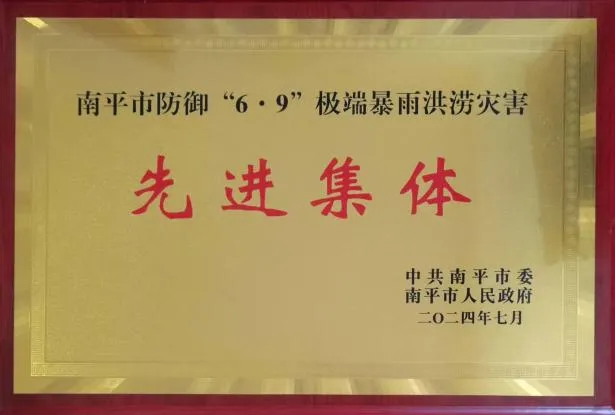 南平市防御“6·9”极端暴雨洪涝灾害
先进集体
中共南平市委
南平市人民政府
二〇二四年七月